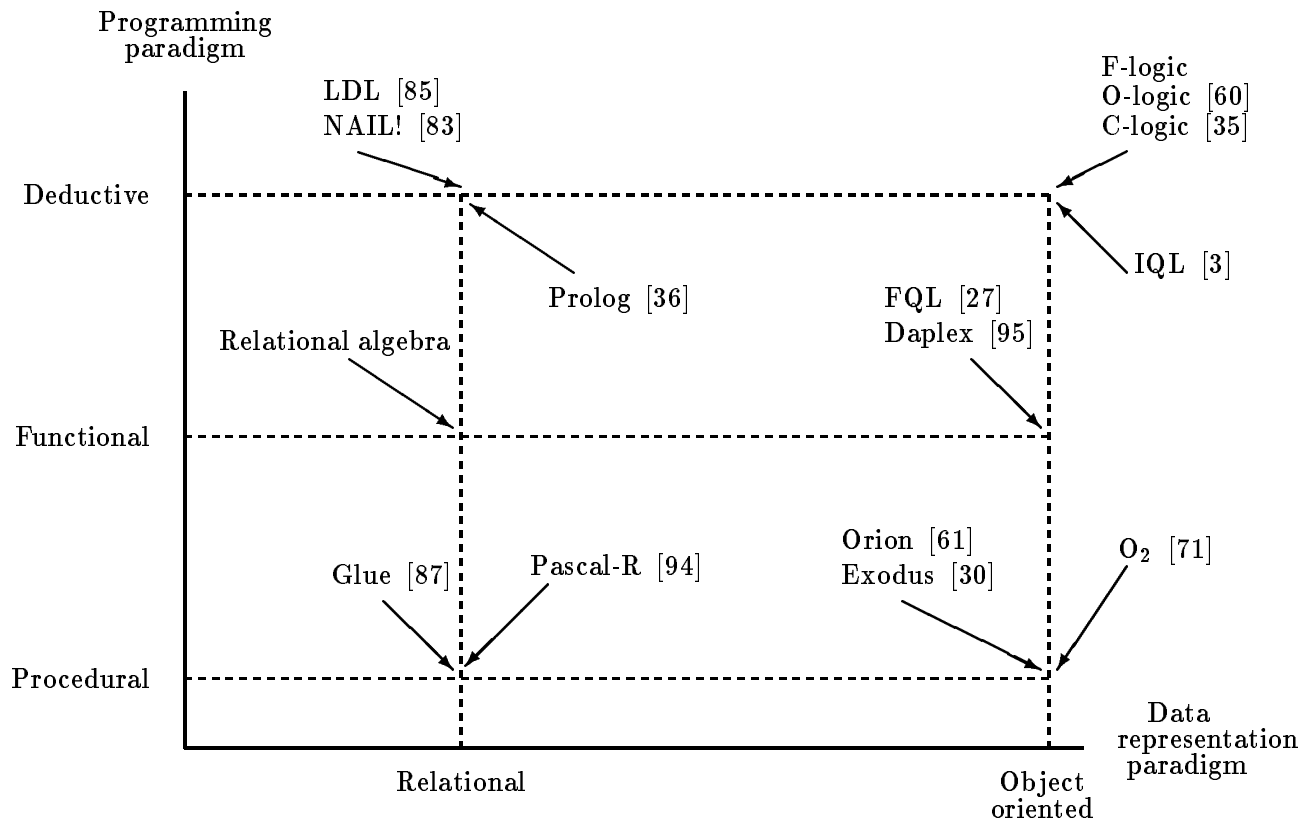 Programming
paradigm
LDL [85]
NAIL! [83]
F-logic
O-logic [60]
C-logic [35]
Deductive
IQL [3]
Prolog [36]
FQL [27]
Daplex [95]
Relational algebra
Functional
Orion [61]
Exodus [30]
O₂ [71]
Glue [87]
Pascal-R [94]
Procedural
Data
representation
paradigm
Relational
Object
oriented